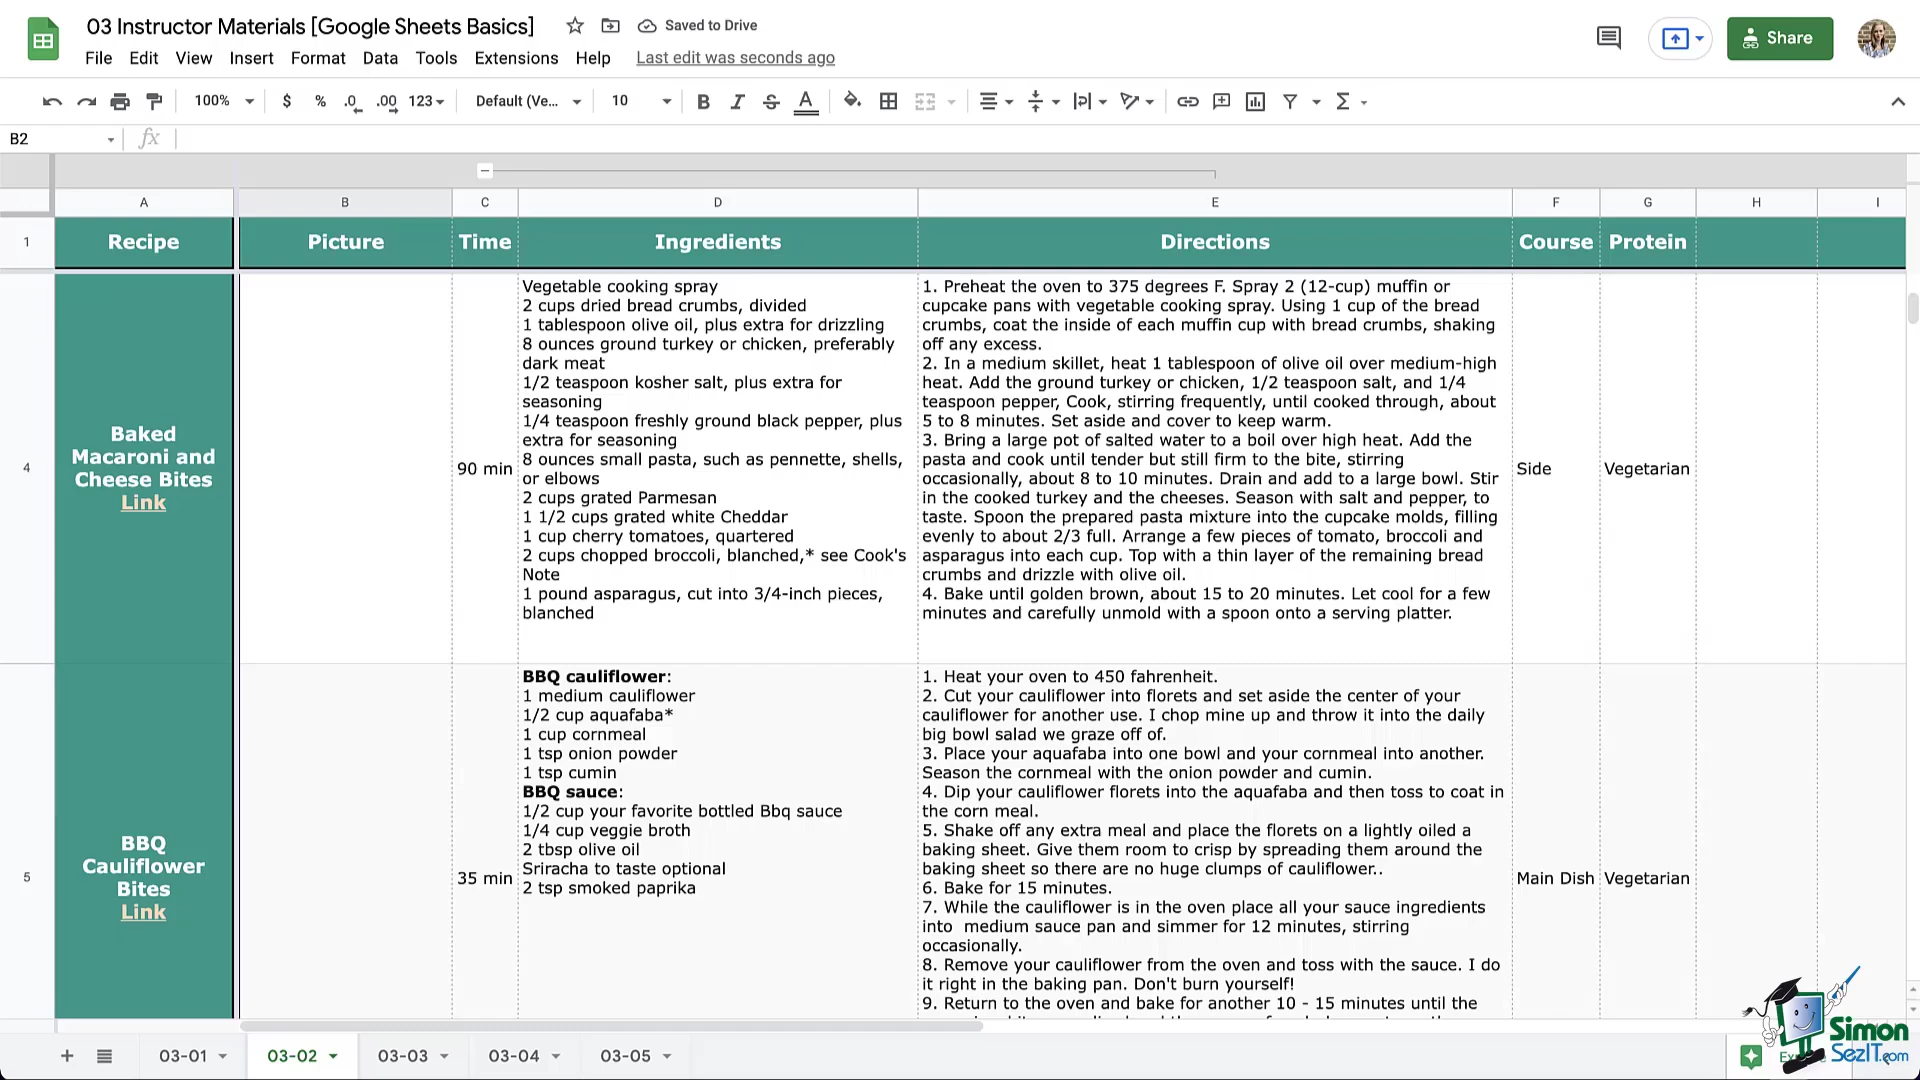 03 Instructor Materials [Google Sheets Basics]
Saved to Drive
File Edit View Insert Format Data Tools Extensions Help Last edit was seconds ago
Share
100% $ % .0 .00 123 Default (Ve... 10 B I S A
B2 fx
A B C D E F G H I
1 Recipe Picture Time Ingredients Directions Course Protein
4
Baked
Macaroni and
Cheese Bites
Link
90 min
Vegetable cooking spray
2 cups dried bread crumbs, divided
1 tablespoon olive oil, plus extra for drizzling
8 ounces ground turkey or chicken, preferably
dark meat
1/2 teaspoon kosher salt, plus extra for
seasoning
1/4 teaspoon freshly ground black pepper, plus
extra for seasoning
8 ounces small pasta, such as pennette, shells,
or elbows
2 cups grated Parmesan
1 1/2 cups grated white Cheddar
1 cup cherry tomatoes, quartered
2 cups chopped broccoli, blanched,* see Cook's
Note
1 pound asparagus, cut into 3/4-inch pieces,
blanched
1. Preheat the oven to 375 degrees F. Spray 2 (12-cup) muffin or
cupcake pans with vegetable cooking spray. Using 1 cup of the bread
crumbs, coat the inside of each muffin cup with bread crumbs, shaking
off any excess.
2. In a medium skillet, heat 1 tablespoon of olive oil over medium-high
heat. Add the ground turkey or chicken, 1/2 teaspoon salt, and 1/4
teaspoon pepper, Cook, stirring frequently, until cooked through, about
5 to 8 minutes. Set aside and cover to keep warm.
3. Bring a large pot of salted water to a boil over high heat. Add the
pasta and cook until tender but still firm to the bite, stirring
occasionally, about 8 to 10 minutes. Drain and add to a large bowl. Stir
in the cooked turkey and the cheeses. Season with salt and pepper, to
taste. Spoon the prepared pasta mixture into the cupcake molds, filling
evenly to about 2/3 full. Arrange a few pieces of tomato, broccoli and
asparagus into each cup. Top with a thin layer of the remaining bread
crumbs and drizzle with olive oil.
4. Bake until golden brown, about 15 to 20 minutes. Let cool for a few
minutes and carefully unmold with a spoon onto a serving platter.
Side
Vegetarian
5
BBQ
Cauliflower
Bites
Link
35 min
BBQ cauliflower:
1 medium cauliflower
1/2 cup aquafaba*
1 cup cornmeal
1 tsp onion powder
1 tsp cumin
BBQ sauce:
1/2 cup your favorite bottled Bbq sauce
1/4 cup veggie broth
2 tbsp olive oil
Sriracha to taste optional
2 tsp smoked paprika
1. Heat your oven to 450 fahrenheit.
2. Cut your cauliflower into florets and set aside the center of your
cauliflower for another use. I chop mine up and throw it into the daily
big bowl salad we graze off of.
3. Place your aquafaba into one bowl and your cornmeal into another.
Season the cornmeal with the onion powder and cumin.
4. Dip your cauliflower florets into the aquafaba and then toss to coat in
the corn meal.
5. Shake off any extra meal and place the florets on a lightly oiled a
baking sheet. Give them room to crisp by spreading them around the
baking sheet so there are no huge clumps of cauliflower..
6. Bake for 15 minutes.
7. While the cauliflower is in the oven place all your sauce ingredients
into  medium sauce pan and simmer for 12 minutes, stirring
occasionally.
8. Remove your cauliflower from the oven and toss with the sauce. I do
it right in the baking pan. Don't burn yourself!
9. Return to the oven and bake for another 10 - 15 minutes until the
Main Dish
Vegetarian
03-01 03-02 03-03 03-04 03-05
Simon
SezIT.com